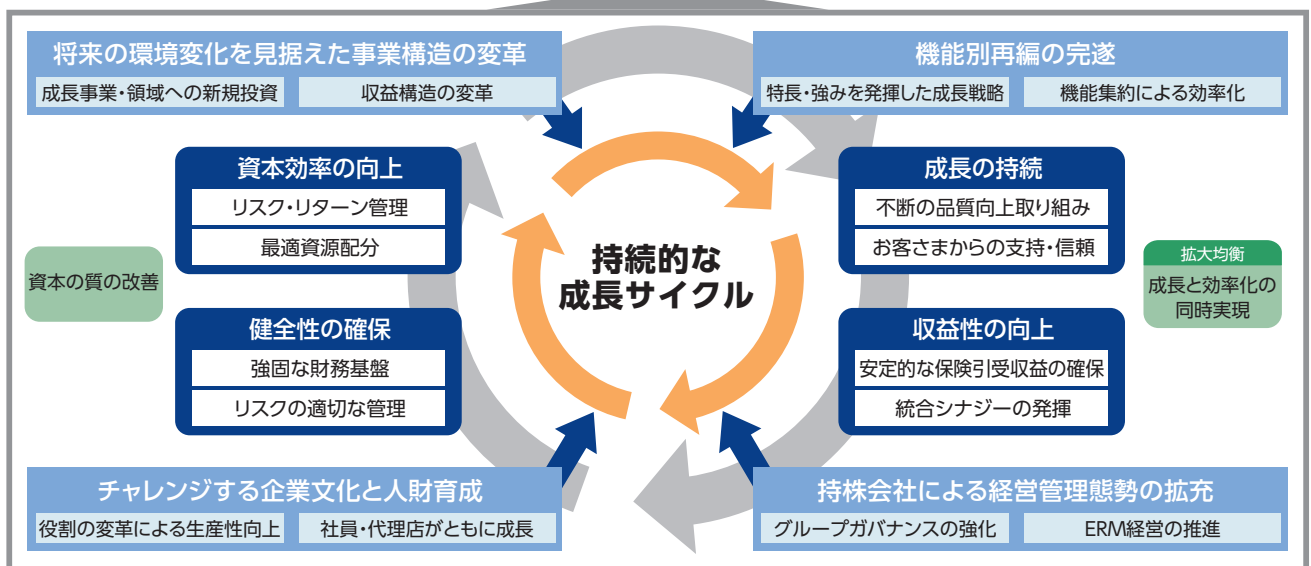 将来の環境変化を見据えた事業構造の変革
成長事業・領域への新規投資
収益構造の変革
機能別再編の完遂
特長・強みを発揮した成長戦略
機能集約による効率化
資本効率の向上
リスク・リターン管理
最適資源配分
成長の持続
不断の品質向上取り組み
お客さまからの支持・信頼
資本の質の改善
持続的な
成長サイクル
拡大均衡
成長と効率化の
同時実現
健全性の確保
強固な財務基盤
リスクの適切な管理
収益性の向上
安定的な保険引受収益の確保
統合シナジーの発揮
チャレンジする企業文化と人財育成
役割の変革による生産性向上
社員・代理店がともに成長
持株会社による経営管理態勢の拡充
グループガバナンスの強化
ERM経営の推進